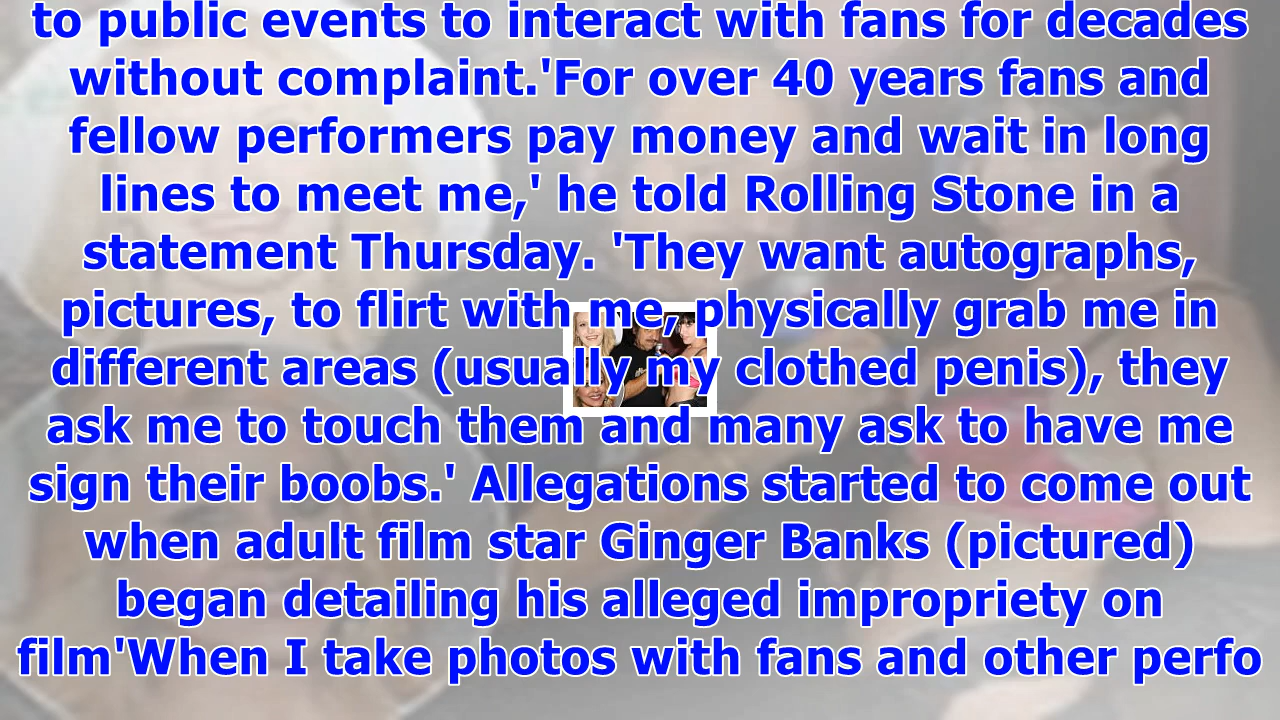 to public events to interact with fans for decades
without complaint.'For over 40 years fans and
fellow performers pay money and wait in long
lines to meet me,' he told Rolling Stone in a
statement Thursday. 'They want autographs,
pictures, to flirt with me, physically grab me in
different areas (usually my clothed penis), they
ask me to touch them and many ask to have me
sign their boobs.' Allegations started to come out
when adult film star Ginger Banks (pictured)
began detailing his alleged impropriety on
film'When I take photos with fans and other perfo